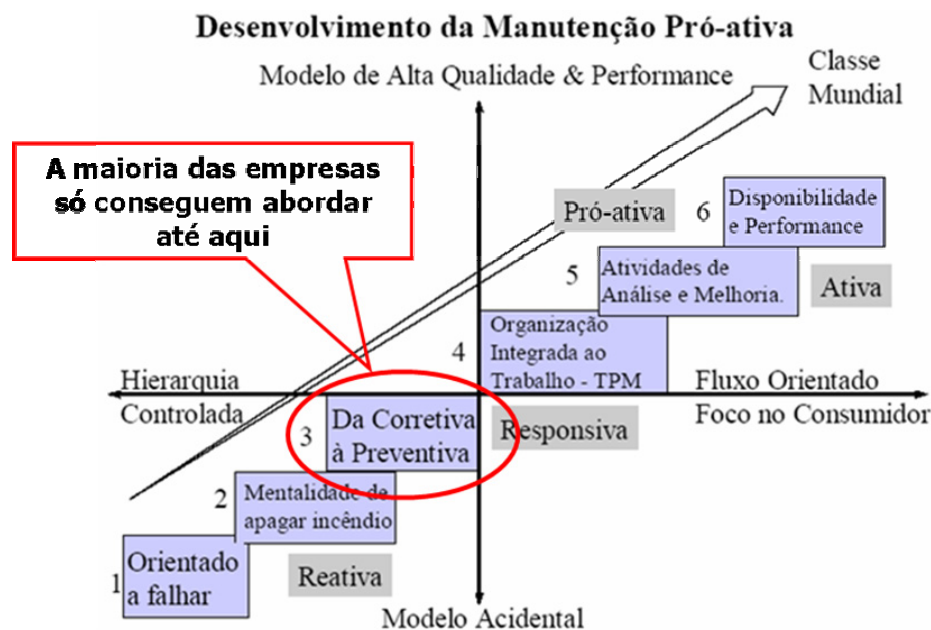 Desenvolvimento da Manutenção Pró-ativa
Modelo de Alta Qualidade & Performance
Classe
Mundial
A maioria das empresas
só conseguem abordar
até aqui
Pró-ativa
6
Disponibilidade
e Performance
5
Atividades de
Análise e Melhoria.
Ativa
4
Organização
Integrada ao
Trabalho - TPM
Hierarquia
Controlada
Fluxo Orientado
Foco no Consumidor
3
Da Corretiva
à Preventiva
Responsiva
2
Mentalidade de
apagar incêndio
1
Orientado
a falhar
Reativa
Modelo Acidental